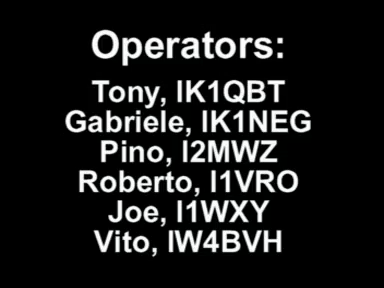 Operators:
Tony, IK1QBT
Gabriele, IK1NEG
Pino, I2MWZ
Roberto, I1VRO
Joe, I1WXY
Vito, IW4BVH